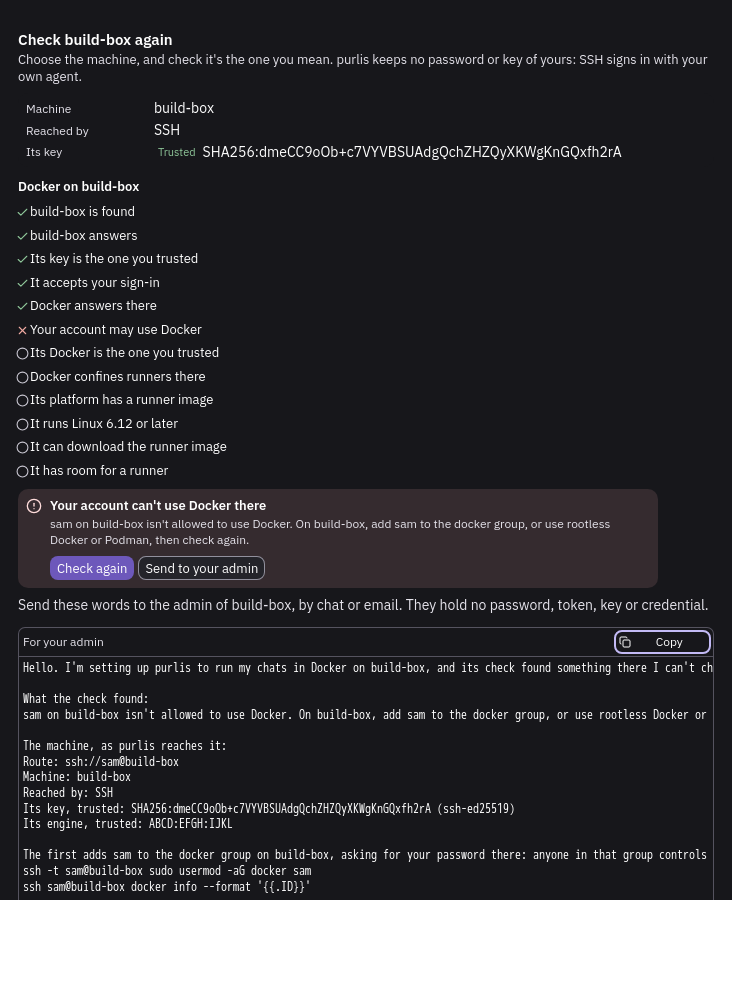 Check build-box again
Choose the machine, and check it's the one you mean. purlis keeps no password or key of yours: SSH signs in with your
own agent.
Machine build-box
Reached by SSH
Its key Trusted SHA256:dmeCC9oOb+c7VYVBSUAdgQchZHZQyXKWgKnGQxfh2rA
Docker on build-box
build-box is found
build-box answers
Its key is the one you trusted
It accepts your sign-in
Docker answers there
Your account may use Docker
Its Docker is the one you trusted
Docker confines runners there
Its platform has a runner image
It runs Linux 6.12 or later
It can download the runner image
It has room for a runner
Your account can't use Docker there
sam on build-box isn't allowed to use Docker. On build-box, add sam to the docker group, or use rootless
Docker or Podman, then check again.
Check again Send to your admin
Send these words to the admin of build-box, by chat or email. They hold no password, token, key or credential.
For your admin Copy
Hello. I'm setting up purlis to run my chats in Docker on build-box, and its check found something there I can't ch
What the check found:
sam on build-box isn't allowed to use Docker. On build-box, add sam to the docker group, or use rootless Docker or
The machine, as purlis reaches it:
Route: ssh://sam@build-box
Machine: build-box
Reached by: SSH
Its key, trusted: SHA256:dmeCC9oOb+c7VYVBSUAdgQchZHZQyXKWgKnGQxfh2rA (ssh-ed25519)
Its engine, trusted: ABCD:EFGH:IJKL
The first adds sam to the docker group on build-box, asking for your password there: anyone in that group controls
ssh -t sam@build-box sudo usermod -aG docker sam
ssh sam@build-box docker info --format '{{.ID}}'